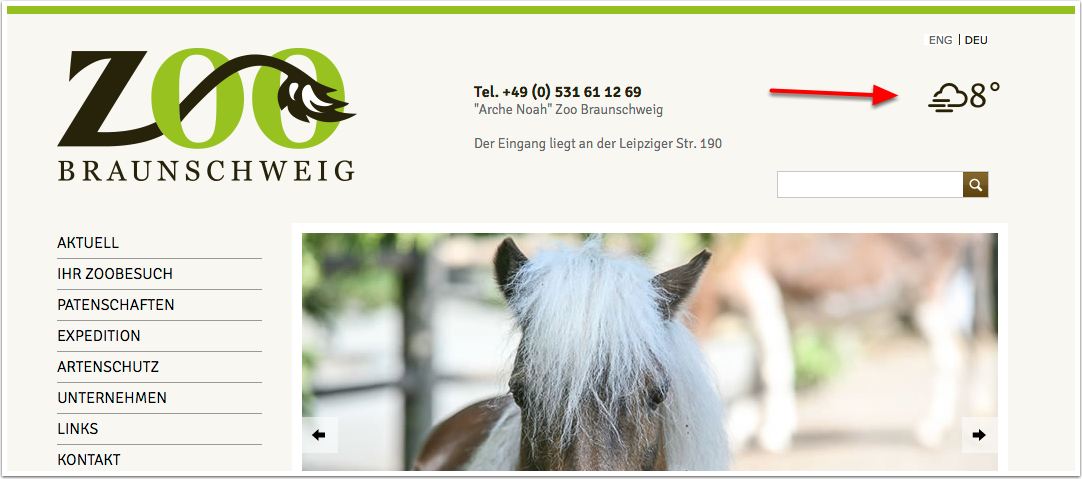 ENG | DEU
ZOO
BRAUNSCHWEIG
Tel. +49 (0) 531 61 12 69
"Arche Noah" Zoo Braunschweig
Der Eingang liegt an der Leipziger Str. 190
8°
AKTUELL
IHR ZOOBESUCH
PATENSCHAFTEN
EXPEDITION
ARTENSCHUTZ
UNTERNEHMEN
LINKS
KONTAKT